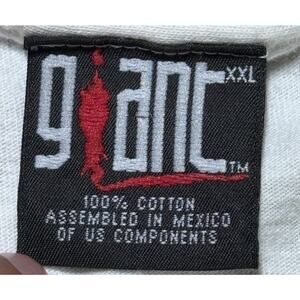 giant XXL
TM
100% COTTON
ASSEMBLED IN MEXICO
OF US COMPONENTS